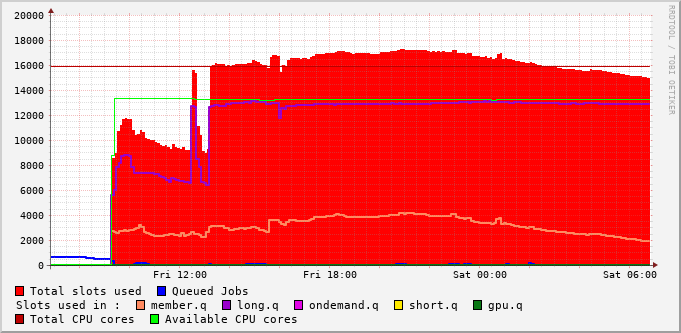 20000
18000
16000
14000
12000
10000
8000
6000
4000
2000
0
Fri 12:00 Fri 18:00 Sat 00:00 Sat 06:00
RRDTOOL / TOBI OETIKER
Total slots used Queued Jobs
Slots used in : member.q long.q ondemand.q short.q gpu.q
Total CPU cores Available CPU cores